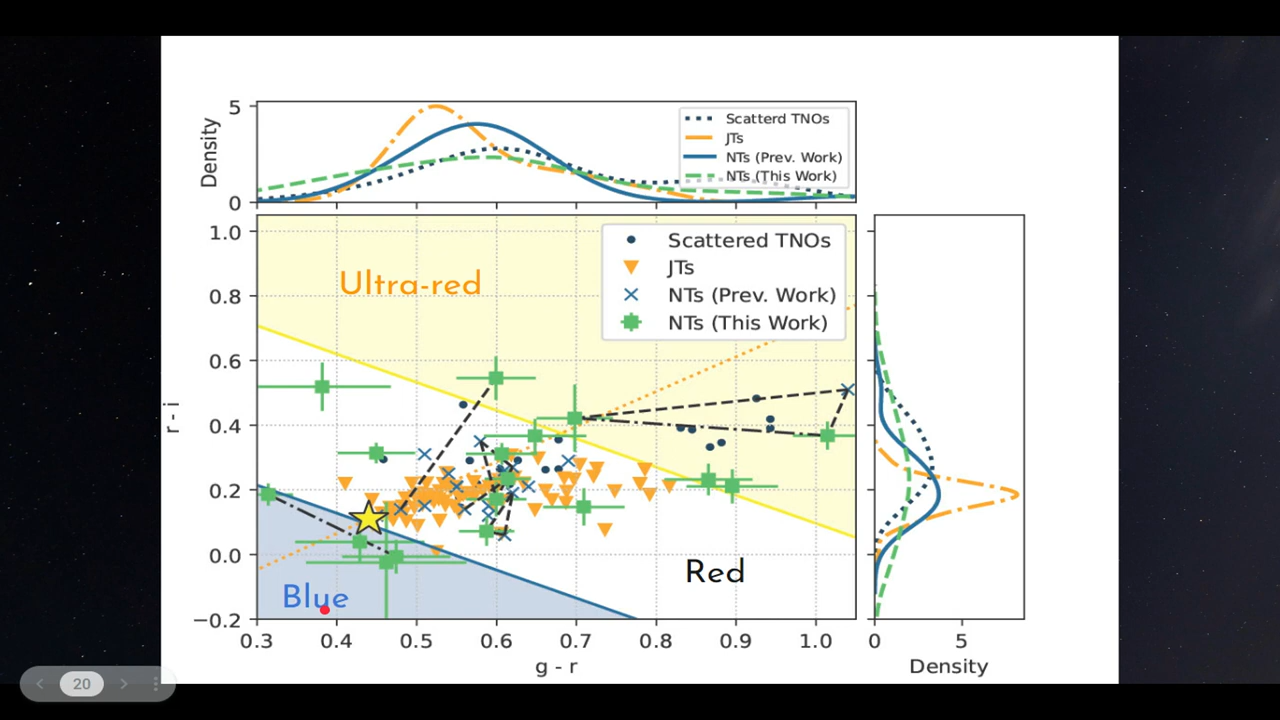 Density
5
0
Scatterd TNOs
JTs
NTs (Prev. Work)
NTs (This Work)
r - i
1.0
0.8
0.6
0.4
0.2
0.0
−0.2
Ultra-red
Scattered TNOs
JTs
NTs (Prev. Work)
NTs (This Work)
Red
Blue
0.3 0.4 0.5 0.6 0.7 0.8 0.9 1.0
g - r
0 5
Density
20